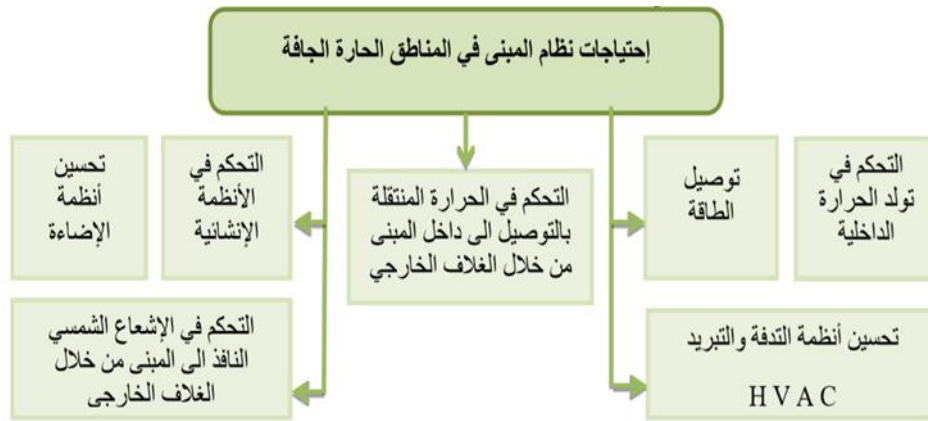 إحتياجات نظام المبنى في المناطق الحارة الجافة
التحكم في
تولد الحرارة
الداخلية
توصيل
الطاقة
التحكم في الحرارة المنتقلة
بالتوصيل الى داخل المبنى
من خلال الغلاف الخارجي
التحكم في
الأنظمة
الإنشائية
تحسين
أنظمة
الإضاءة
تحسين أنظمة التدفة والتبريد
H V A C
التحكم في الإشعاع الشمسي
النافذ الى المبنى من خلال
الغلاف الخارجى